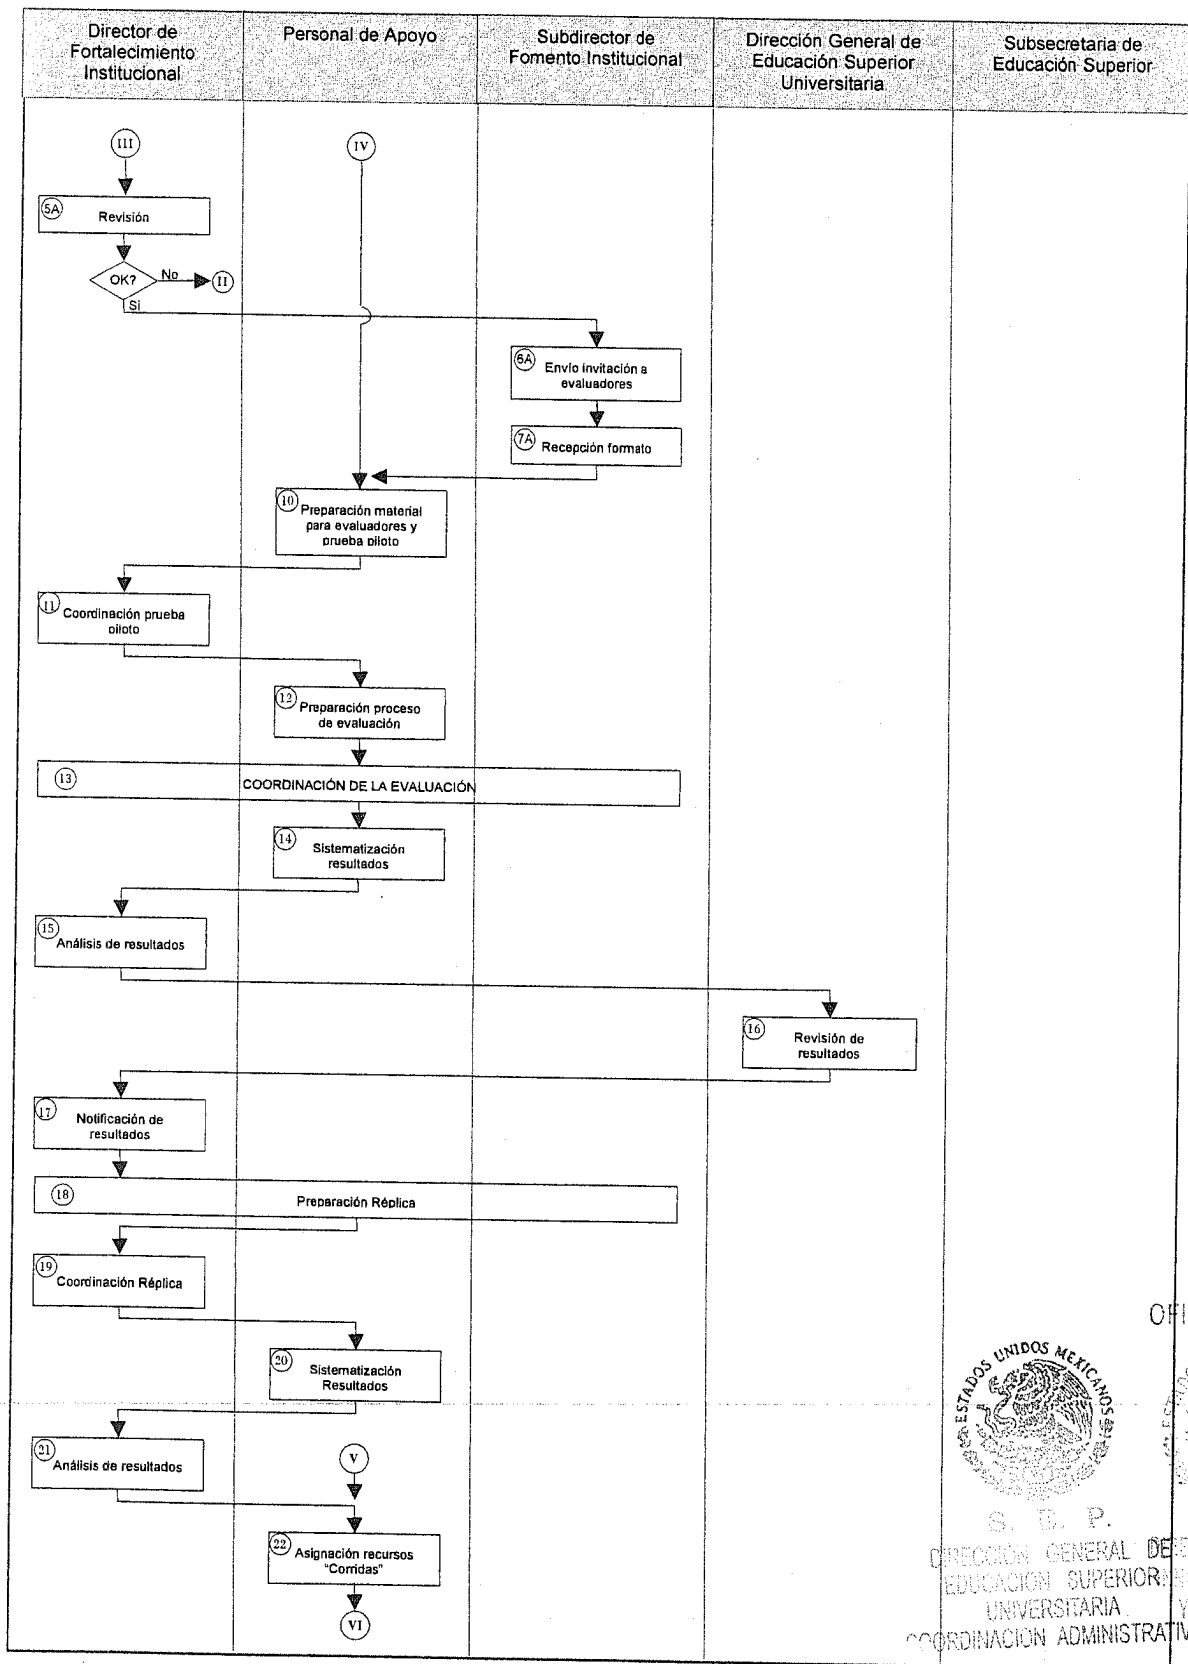 Director de
Fortalecimiento
Institucional
Personal de Apoyo
Subdirector de
Fomento Institucional
Dirección General de
Educación Superior
Universitaria
Subsecretaria de
Educación Superior
III
IV
5A
Revisión
OK?
No
II
Si
6A
Envío invitación a
evaluadores
7A
Recepción formato
10
Preparación material
para evaluadores y
prueba piloto
11
Coordinación prueba
piloto
12
Preparación proceso
de evaluación
13
COORDINACIÓN DE LA EVALUACIÓN
14
Sistematización
resultados
15
Análisis de resultados
16
Revisión de
resultados
17
Notificación de
resultados
18
Preparación Réplica
19
Coordinación Réplica
20
Sistematización
Resultados
21
Análisis de resultados
V
22
Asignación recursos
"Corridas"
VI
OFI
ESTADOS UNIDOS MEXICANOS
S. E. P.
DIRECCIÓN GENERAL DE
EDUCACION SUPERIOR
UNIVERSITARIA Y
COORDINACION ADMINISTRATIV